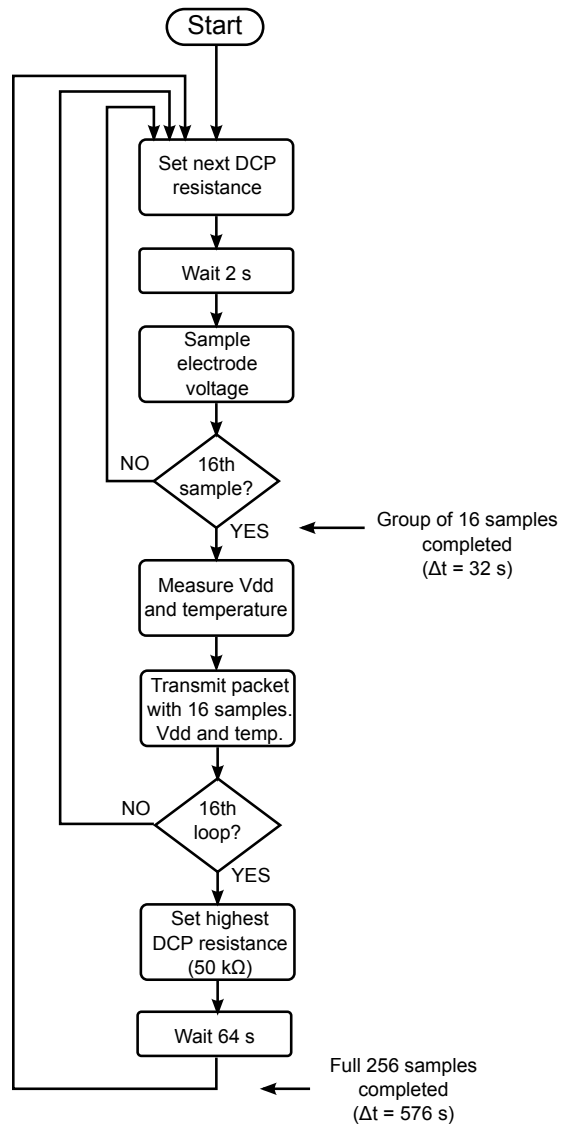 Start
Set next DCP
resistance
Wait 2 s
Sample
electrode
voltage
NO
16th
sample?
YES
Group of 16 samples
completed
(Δt = 32 s)
Measure Vdd
and temperature
Transmit packet
with 16 samples.
Vdd and temp.
NO
16th
loop?
YES
Set highest
DCP resistance
(50 kΩ)
Wait 64 s
Full 256 samples
completed
(Δt = 576 s)